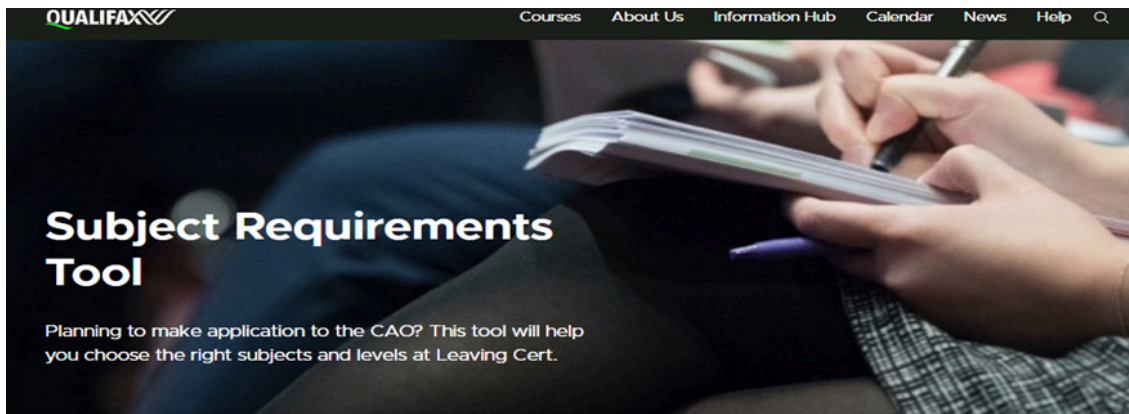 QUALIFAX
Courses About Us Information Hub Calendar News Help
Subject Requirements
Tool
Planning to make application to the CAO? This tool will help
you choose the right subjects and levels at Leaving Cert.